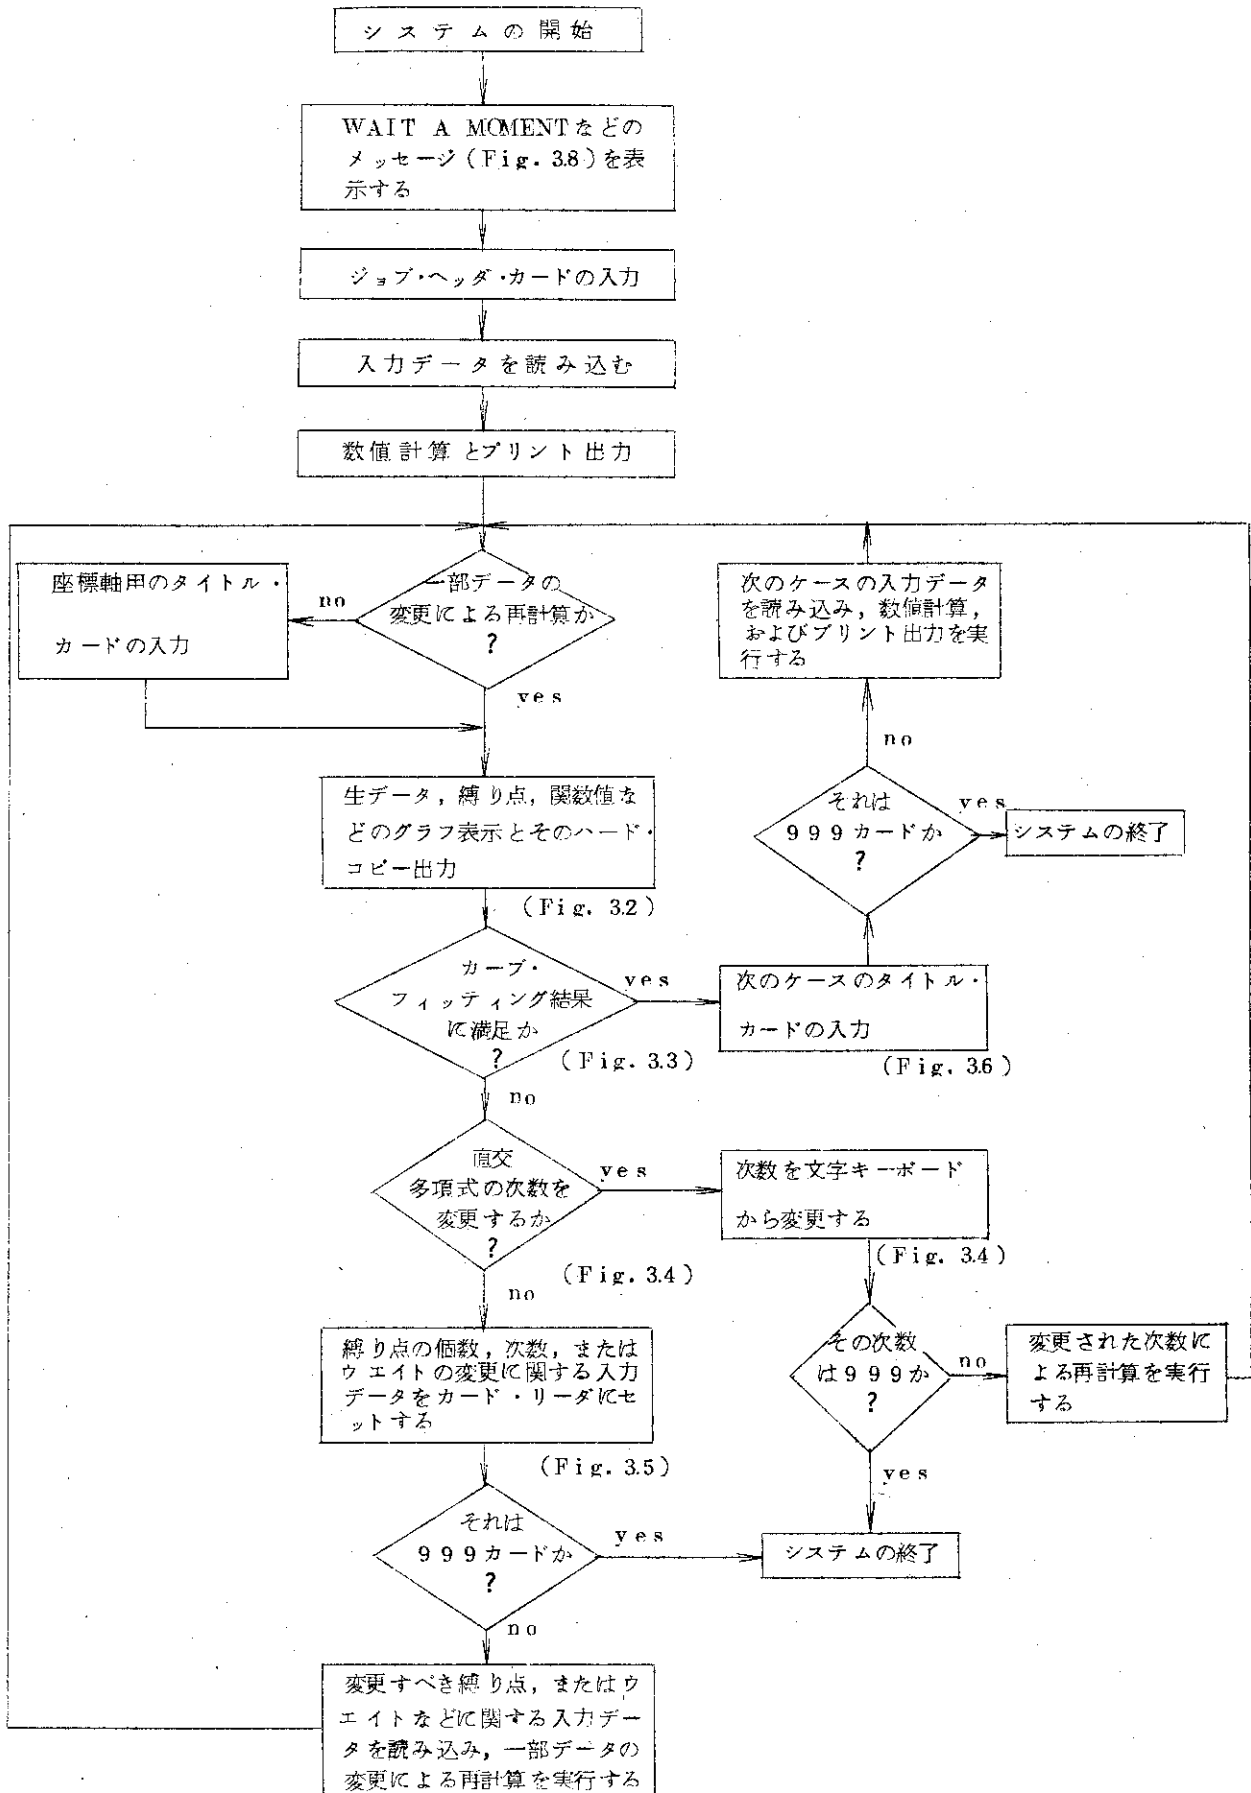 システムの開始
WAIT A MOMENTなどの
メッセージ(Fig. 3.8)を表
示する
ジョブ・ヘッダ・カードの入力
入力データを読み込む
数値計算とプリント出力
一部データの
変更による再計算か
?
no
yes
座標軸用のタイトル・
カードの入力
次のケースの入力データ
を読み込み,数値計算,
およびプリント出力を実
行する
no
生データ,縛り点,関数値な
どのグラフ表示とそのハード・
コピー出力
(Fig. 3.2)
それは
999カードか
?
yes
システムの終了
カーブ・
フィッティング結果
に満足か
?
yes
(Fig. 3.3)
no
次のケースのタイトル・
カードの入力
(Fig. 3.6)
直交
多項式の次数を
変更するか
?
yes
(Fig. 3.4)
no
次数を文字キーボード
から変更する
(Fig. 3.4)
その次数
は999か
?
no
yes
変更された次数に
よる再計算を実行
する
縛り点の個数,次数,または
ウエイトの変更に関する入力
データをカード・リーダにセ
ットする
(Fig. 3.5)
それは
999カードか
?
yes
no
システムの終了
変更すべき縛り点,またはウ
エイトなどに関する入力デー
タを読み込み,一部データの
変更による再計算を実行する